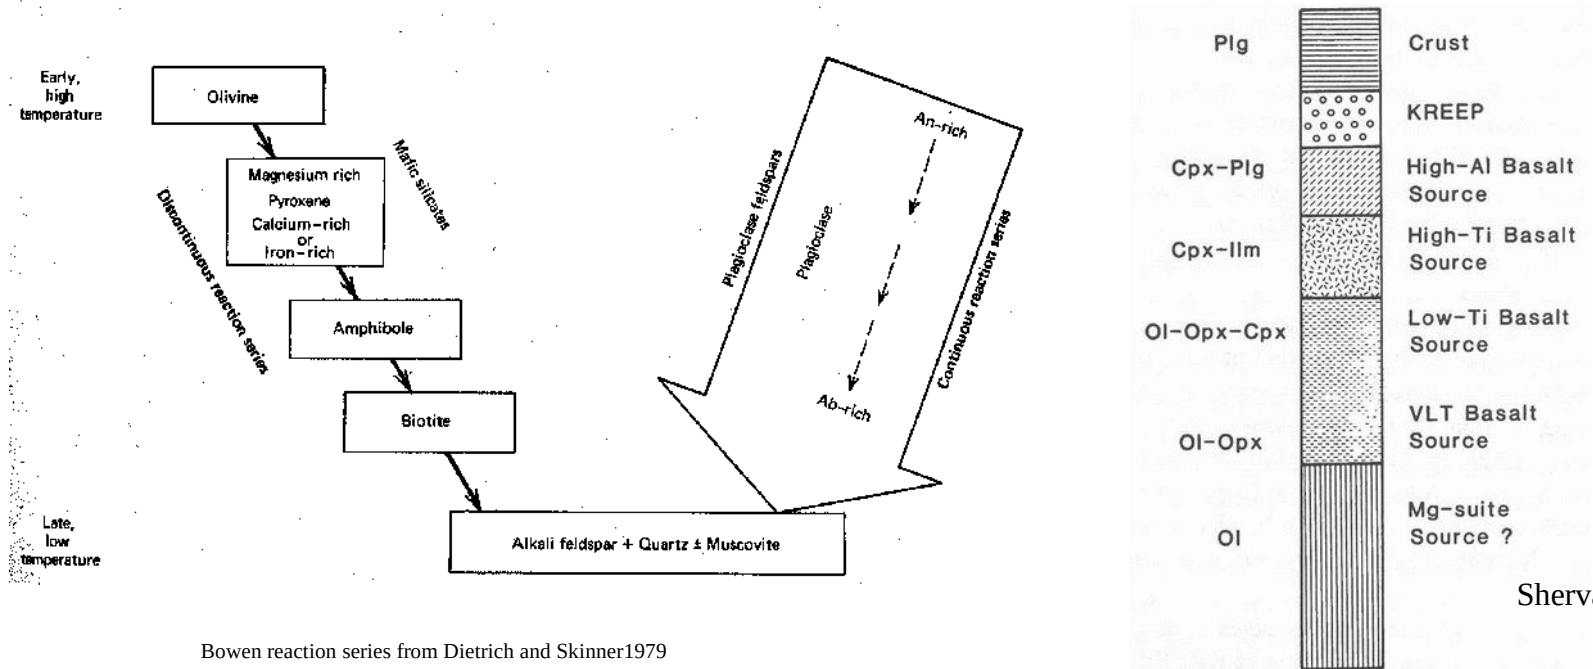 Early,
high
temperature
Olivine
Magnesium rich
Pyroxene
Calcium-rich
or
Iron-rich
Mafic silicates
Discontinuous reaction series
Amphibole
Biotite
Late,
low
temperature
Alkali feldspar + Quartz ± Muscovite
Plagioclase feldspars
Plagioclase
An-rich
Ab-rich
Continuous reaction series
Bowen reaction series from Dietrich and Skinner1979
Plg
Crust
KREEP
Cpx-Plg
High-Al Basalt
Source
Cpx-Ilm
High-Ti Basalt
Source
Ol-Opx-Cpx
Low-Ti Basalt
Source
Ol-Opx
VLT Basalt
Source
Ol
Mg-suite
Source ?